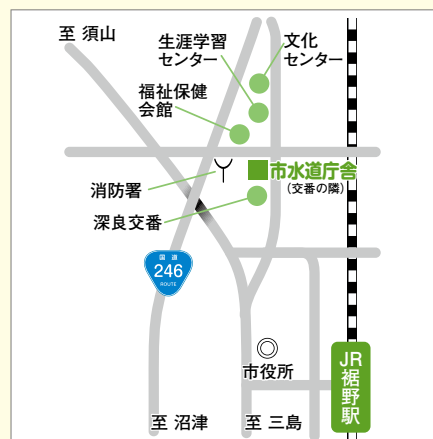 至 須山
生涯学習
センター
文化
センター
福祉保健
会館
市水道庁舎
(交番の隣)
消防署
深良交番
国道
246
ROUTE
市役所
JR
裾野駅
至 沼津
至 三島